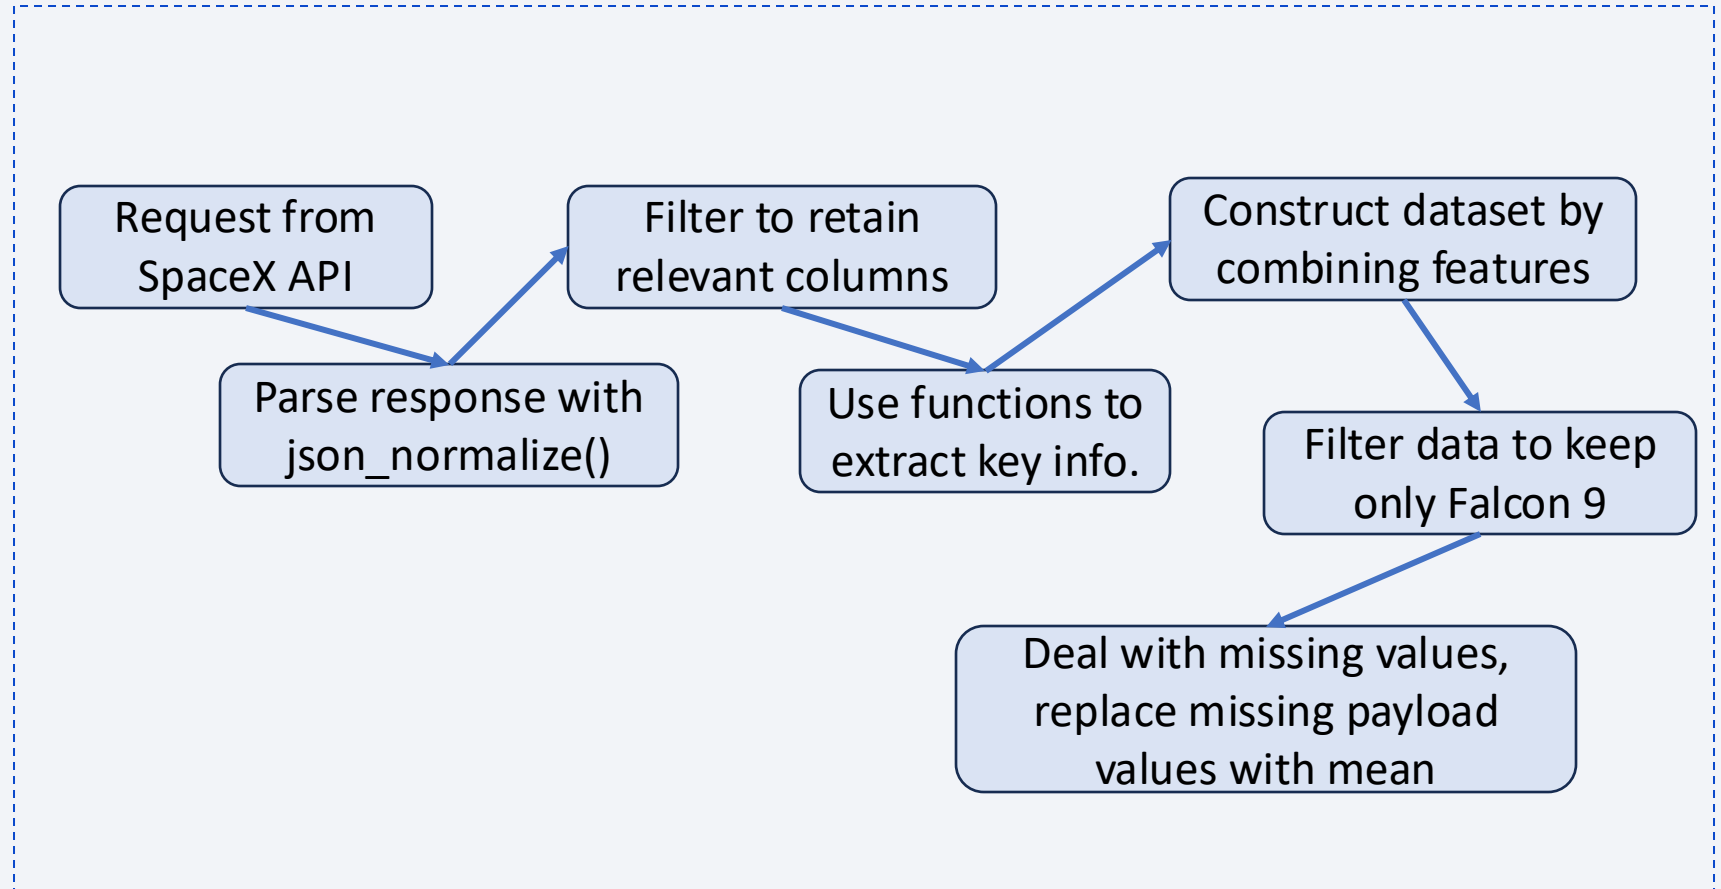 Request from
SpaceX API
Parse response with
json_normalize()
Filter to retain
relevant columns
Use functions to
extract key info.
Construct dataset by
combining features
Filter data to keep
only Falcon 9
Deal with missing values,
replace missing payload
values with mean